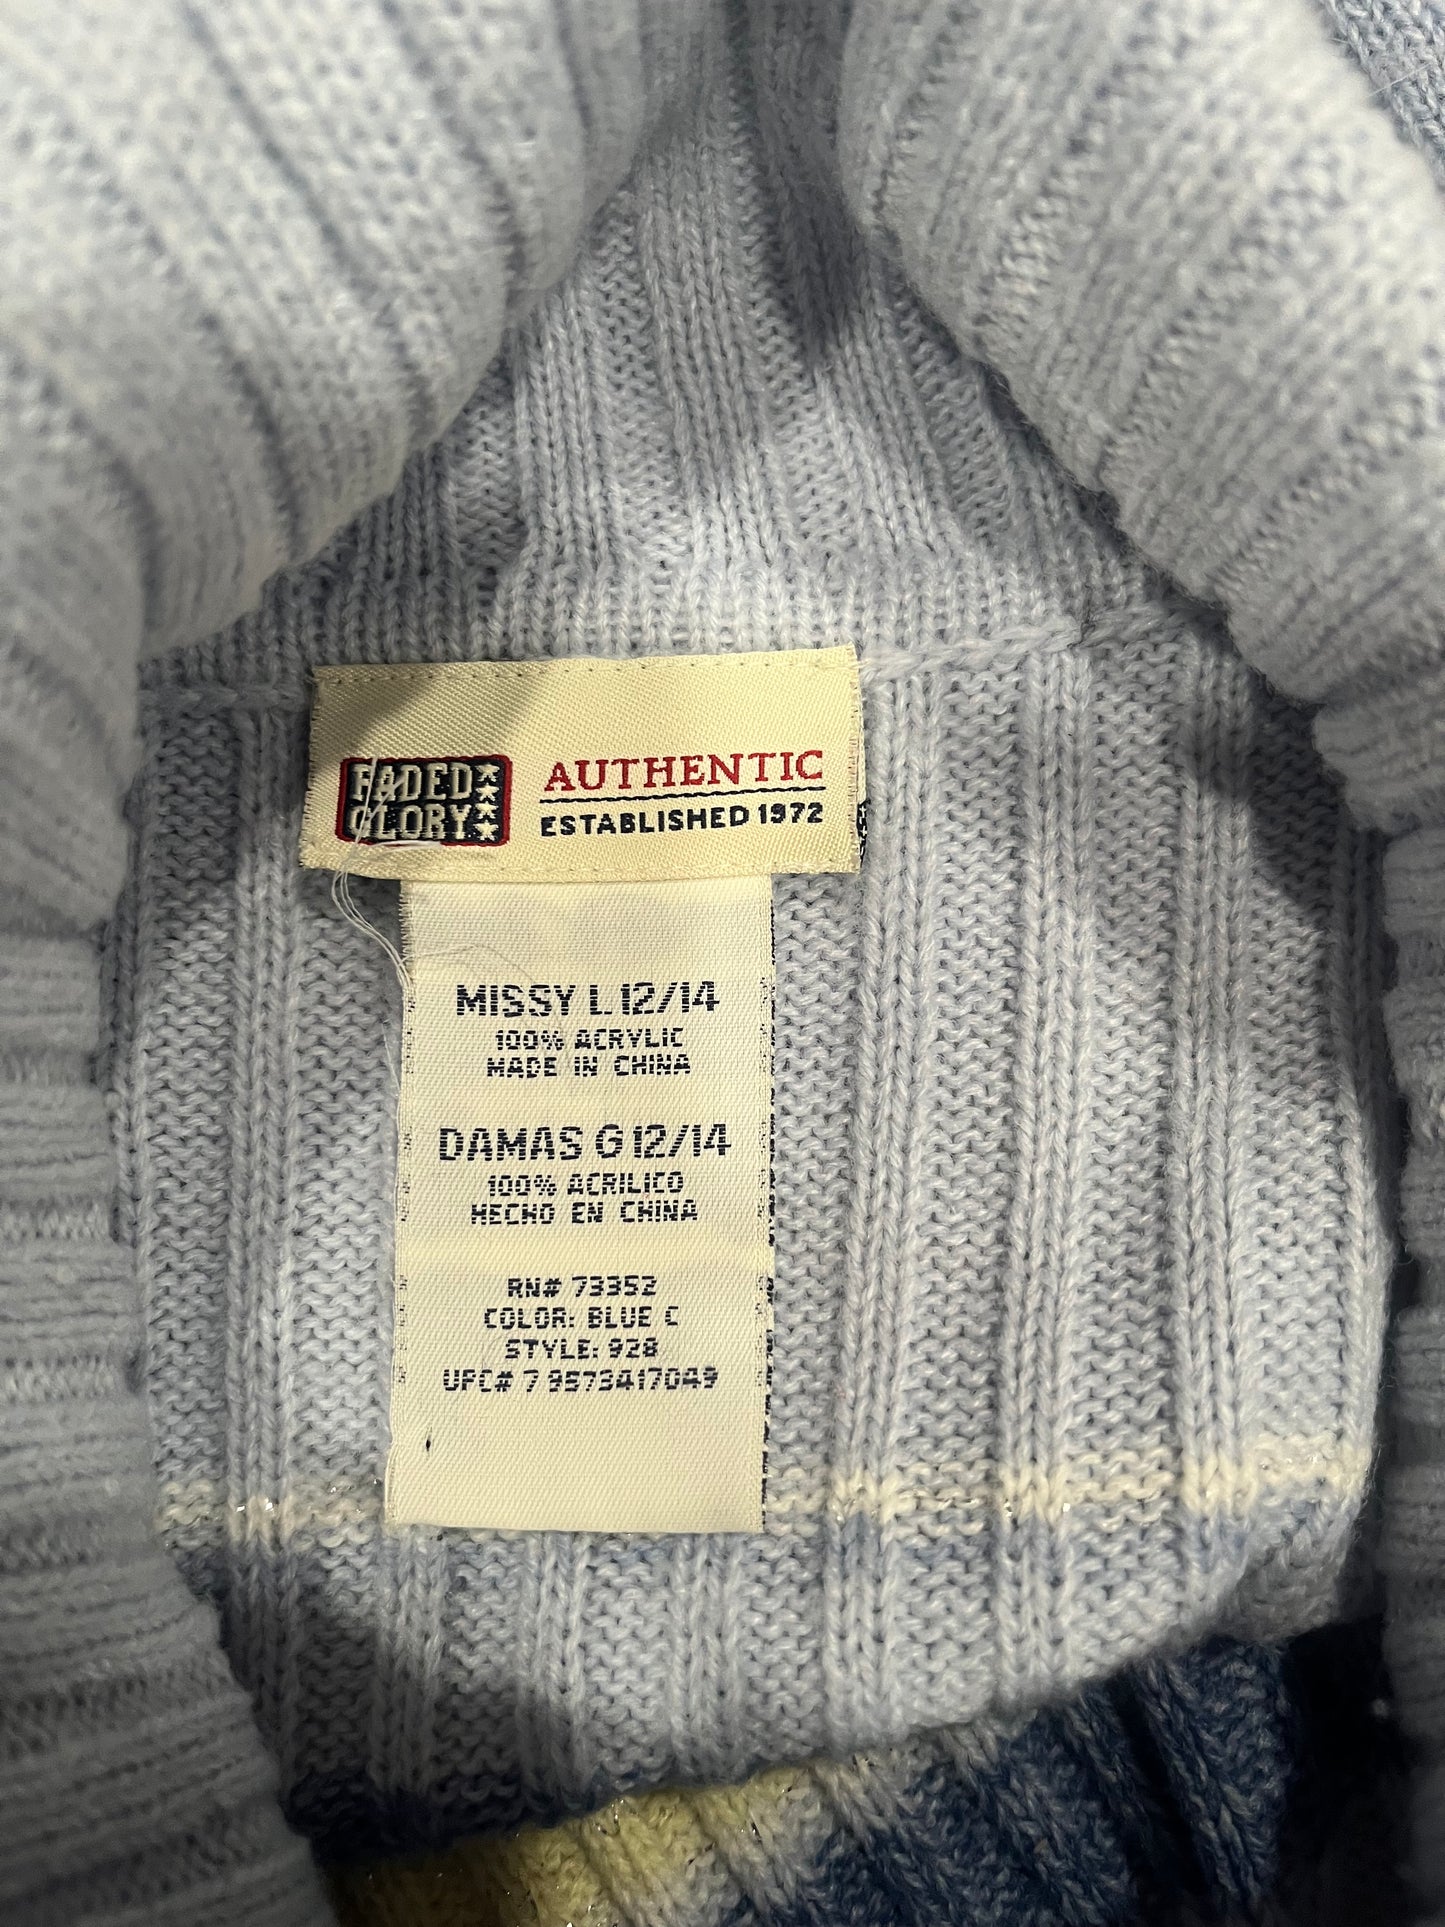 FADED
GLORY
AUTHENTIC
ESTABLISHED 1972
MISSY L 12/14
100% ACRYLIC
MADE IN CHINA
DAMAS G 12/14
100% ACRILICO
HECHO EN CHINA
RN# 73352
COLOR: BLUE C
STYLE: 928
UPC# 7 9573417049